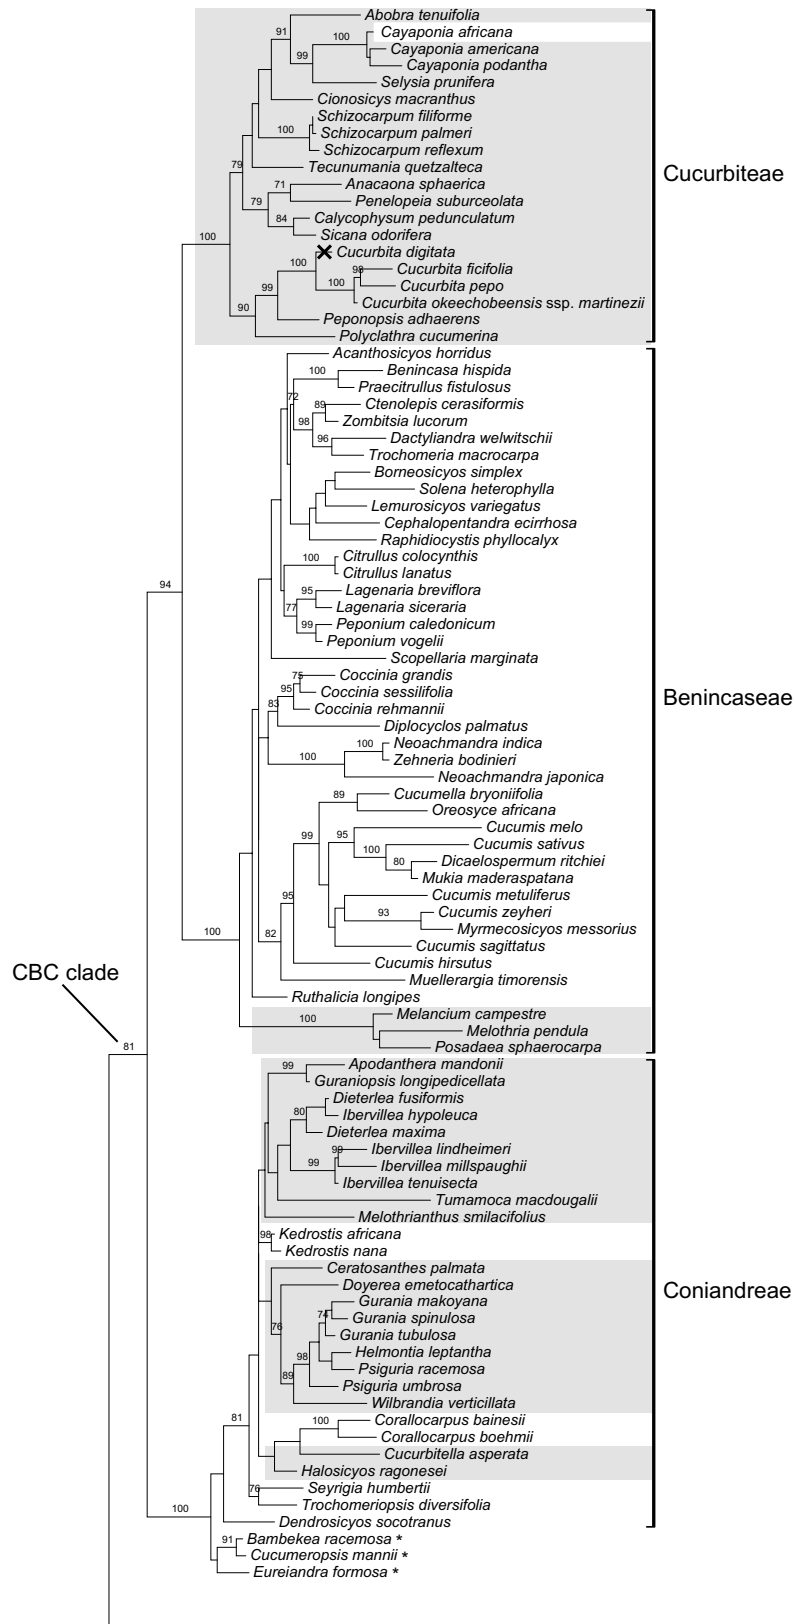 Abobra tenuifolia
91
Cayaponia africana
100
Cayaponia americana
99
Cayaponia podantha
Selysia prunifera
Cionosicys macranthus
Schizocarpum filiforme
100
Schizocarpum palmeri
Schizocarpum reflexum
79
Tecunumania quetzalteca
Cucurbiteae
71
Anacaona sphaerica
79
Penelopeia suburceolata
84
Calycophysum pedunculatum
Sicana odorifera
100
Cucurbita digitata
100
98
Cucurbita ficifolia
99
100
Cucurbita pepo
Cucurbita okeechobeensis ssp. martinezii
90
Peponopsis adhaerens
Polyclathra cucumerina
Acanthosicyos horridus
100
Benincasa hispida
Praecitrullus fistulosus
72
89
Ctenolepis cerasiformis
98
Zombitsia lucorum
96
Dactyliandra welwitschii
Trochomeria macrocarpa
Borneosicyos simplex
Solena heterophylla
Lemurosicyos variegatus
Cephalopentandra ecirrhosa
Raphidiocystis phyllocalyx
100
Citrullus colocynthis
Citrullus lanatus
94
95
Lagenaria breviflora
77
Lagenaria siceraria
99
Peponium caledonicum
Peponium vogelii
Scopellaria marginata
75
Coccinia grandis
95
Coccinia sessilifolia
83
Coccinia rehmannii
Benincaseae
Diplocyclos palmatus
100
Neoachmandra indica
100
Zehneria bodinieri
Neoachmandra japonica
89
Cucumella bryoniifolia
Oreosyce africana
99
95
Cucumis melo
100
Cucumis sativus
80
Dicaelospermum ritchiei
Mukia maderaspatana
95
Cucumis metuliferus
93
Cucumis zeyheri
Myrmecosicyos messorius
82
100
Cucumis sagittatus
Cucumis hirsutus
CBC clade
Muellerargia timorensis
Ruthalicia longipes
100
Melancium campestre
Melothria pendula
81
Posadaea sphaerocarpa
99
Apodanthera mandonii
Guraniopsis longipedicellata
Dieterlea fusiformis
80
Ibervillea hypoleuca
Dieterlea maxima
99
Ibervillea lindheimeri
99
Ibervillea millspaughii
Ibervillea tenuisecta
Tumamoca macdougalii
Melothrianthus smilacifolius
98
Kedrostis africana
Kedrostis nana
Ceratosanthes palmata
Doyerea emetocathartica
Coniandreae
Gurania makoyana
74
Gurania spinulosa
76
Gurania tubulosa
98
Helmontia leptantha
Psiguria racemosa
89
Psiguria umbrosa
Wilbrandia verticillata
81
100
Corallocarpus bainesii
Corallocarpus boehmii
Cucurbitella asperata
Halosicyos ragonesei
76
Seyrigia humbertii
Trochomeriopsis diversifolia
100
Dendrosicyos socotranus
91
Bambekea racemosa *
Cucumeropsis mannii *
Eureiandra formosa *